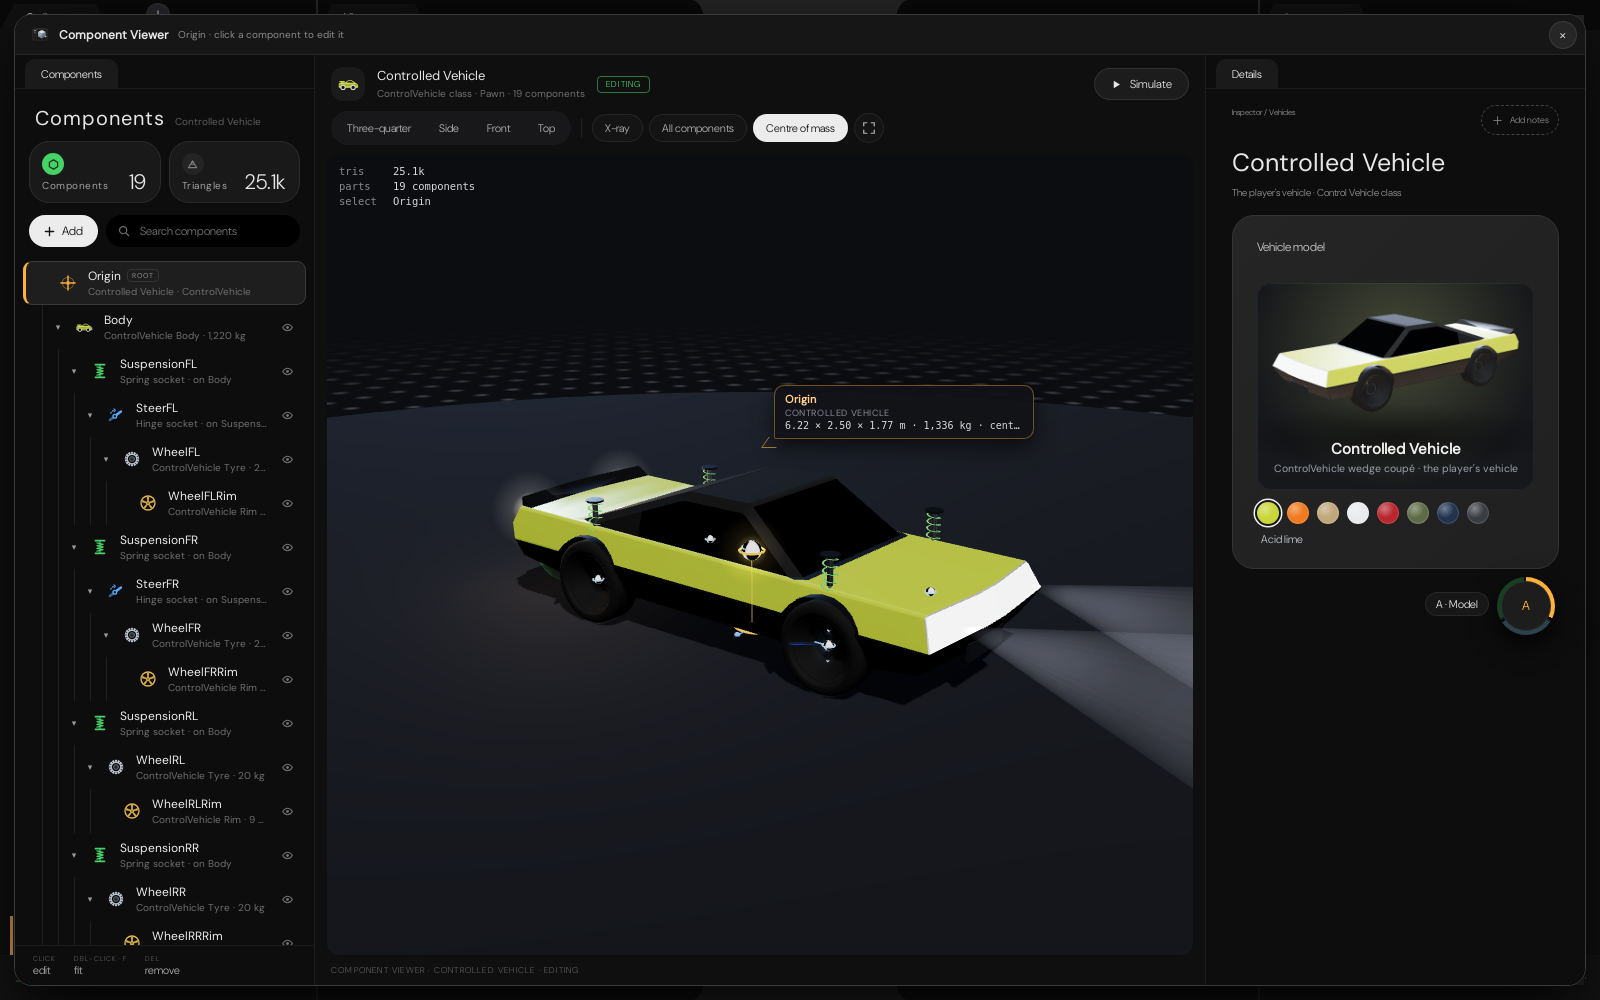 Component Viewer Origin · click a component to edit it
×
Components
Components Controlled Vehicle
Components 19
Triangles 25.1k
+ Add
Search components
Origin ROOT
Controlled Vehicle · ControlVehicle
Body
ControlVehicle Body · 1,220 kg
SuspensionFL
Spring socket · on Body
SteerFL
Hinge socket · on Suspens...
WheelFL
ControlVehicle Tyre · 2...
WheelFLRim
ControlVehicle Rim ...
SuspensionFR
Spring socket · on Body
SteerFR
Hinge socket · on Suspens...
WheelFR
ControlVehicle Tyre · 2...
WheelFRRim
ControlVehicle Rim ...
SuspensionRL
Spring socket · on Body
WheelRL
ControlVehicle Tyre · 20 kg
WheelRLRim
ControlVehicle Rim · 9 ...
SuspensionRR
Spring socket · on Body
WheelRR
ControlVehicle Tyre · 20 kg
WheelRRRim
CLICK DBL-CLICK · F DEL
edit fit remove
Controlled Vehicle
ControlVehicle class · Pawn · 19 components
EDITING
Simulate
Three-quarter Side Front Top X-ray All components Centre of mass
tris 25.1k
parts 19 components
select Origin
Origin
CONTROLLED VEHICLE
6.22 × 2.50 × 1.77 m · 1,336 kg · cent…
COMPONENT VIEWER · CONTROLLED VEHICLE · EDITING
Details
Inspector / Vehicles
+ Add notes
Controlled Vehicle
The player's vehicle · Control Vehicle class
Vehicle model
Controlled Vehicle
ControlVehicle wedge coupé · the player's vehicle
Acid lime
A · Model
A